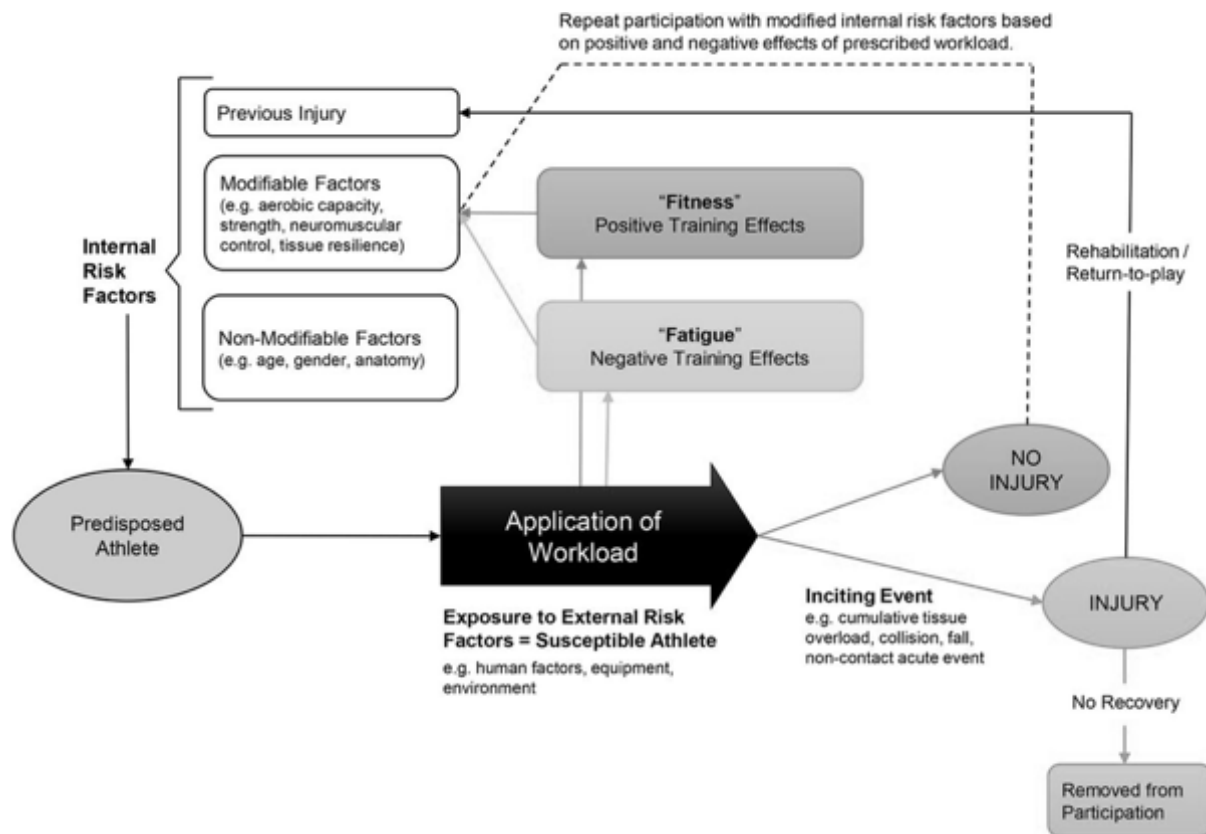 Repeat participation with modified internal risk factors based
on positive and negative effects of prescribed workload.
Previous Injury
Modifiable Factors
(e.g. aerobic capacity,
strength, neuromuscular
control, tissue resilience)
"Fitness"
Positive Training Effects
Internal
Risk
Factors
Rehabilitation /
Return-to-play
Non-Modifiable Factors
(e.g. age, gender, anatomy)
"Fatigue"
Negative Training Effects
NO
INJURY
Predisposed
Athlete
Application of
Workload
Exposure to External Risk
Factors = Susceptible Athlete
e.g. human factors, equipment,
environment
Inciting Event
e.g. cumulative tissue
overload, collision, fall,
non-contact acute event
INJURY
No Recovery
Removed from
Participation